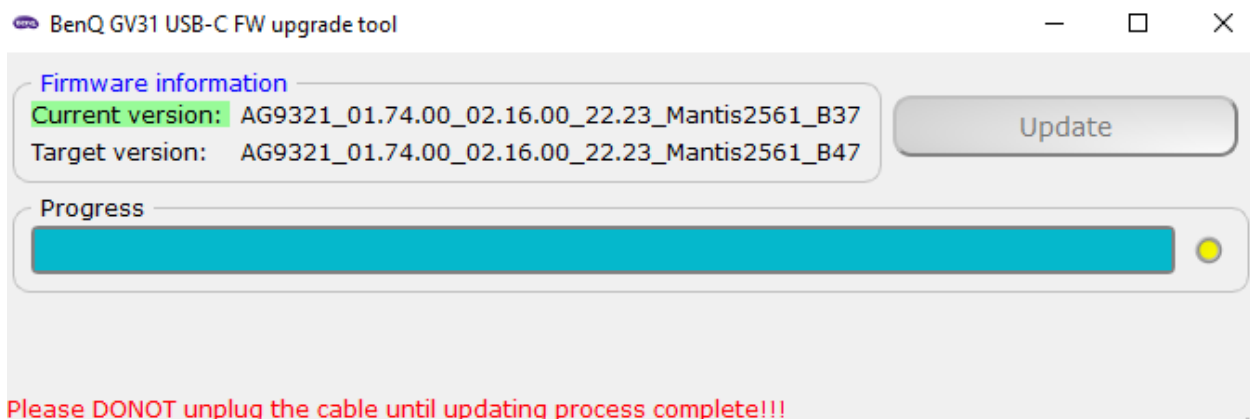 BenQ GV31 USB-C FW upgrade tool
Firmware information
Current version: AG9321_01.74.00_02.16.00_22.23_Mantis2561_B37
Target version: AG9321_01.74.00_02.16.00_22.23_Mantis2561_B47
Update
Progress
Please DONOT unplug the cable until updating process complete!!!